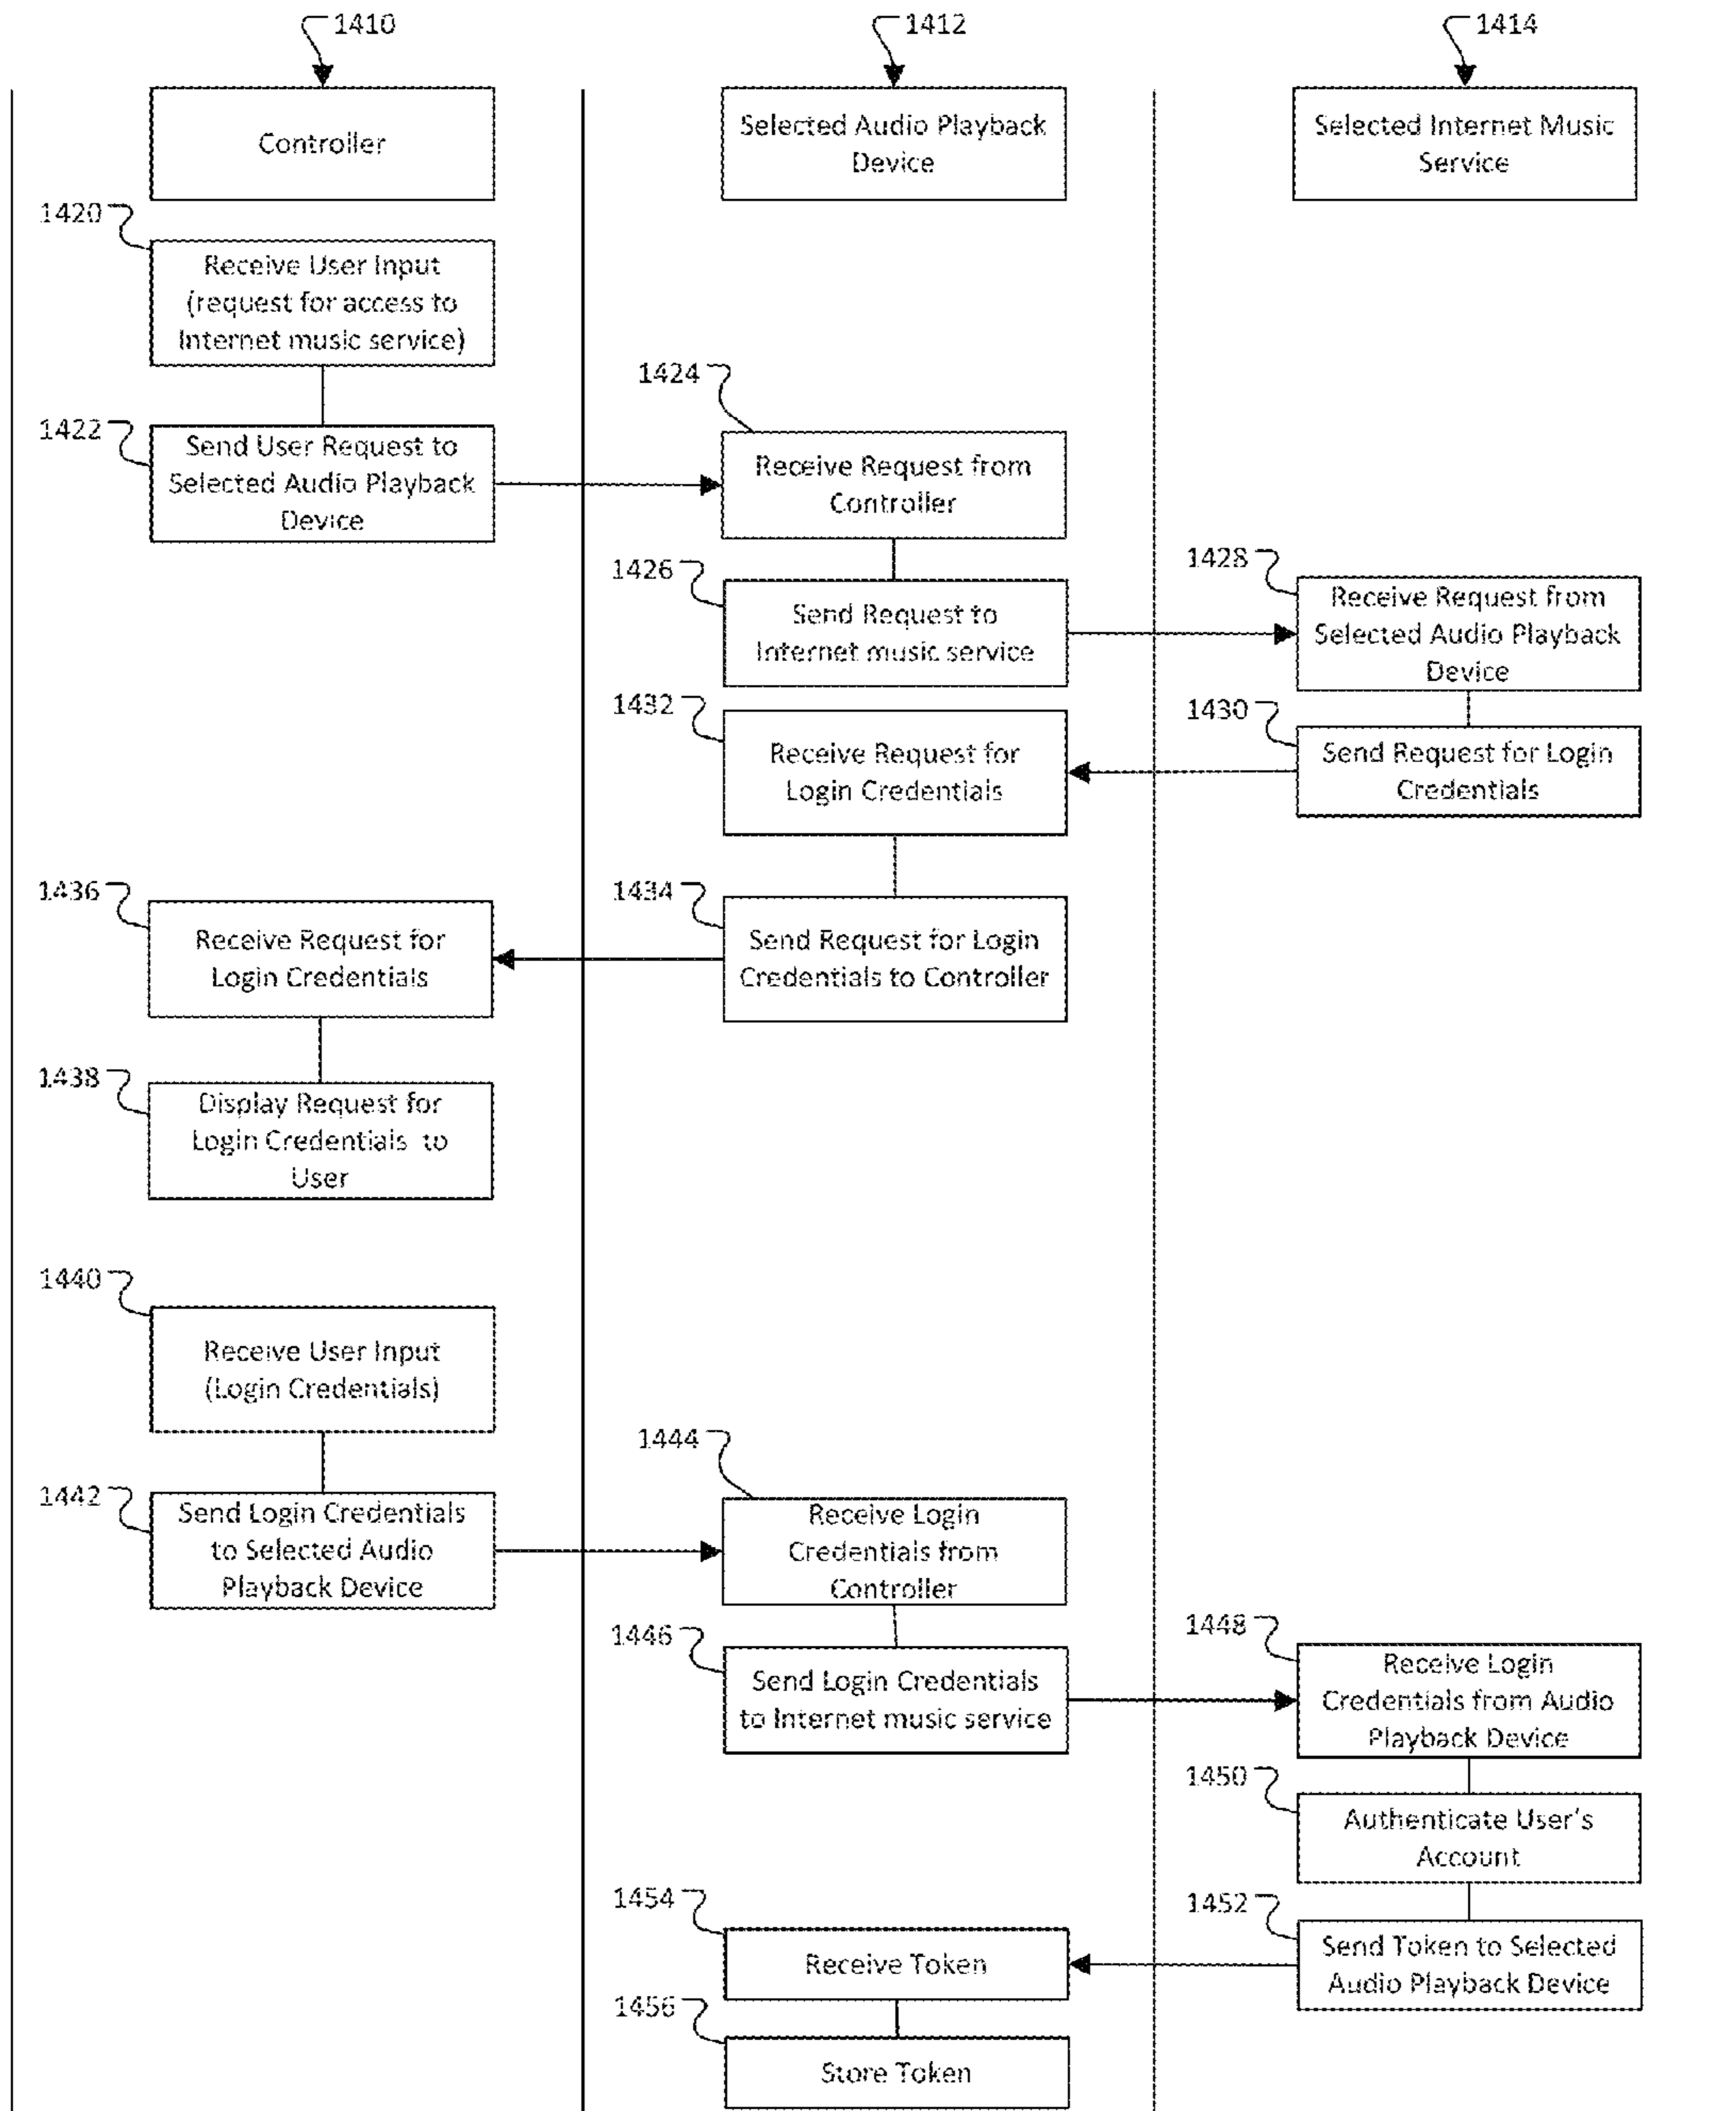 1410
1412
1414
Controller
Selected Audio Playback
Device
Selected Internet Music
Service
1420
Receive User Input
(request for access to
Internet music service)
1422
Send User Request to
Selected Audio Playback
Device
1424
Receive Request from
Controller
1426
Send Request to
Internet music service
1428
Receive Request from
Selected Audio Playback
Device
1430
Send Request for Login
Credentials
1432
Receive Request for
Login Credentials
1434
Send Request for Login
Credentials to Controller
1436
Receive Request for
Login Credentials
1438
Display Request for
Login Credentials to
User
1440
Receive User Input
(Login Credentials)
1442
Send Login Credentials
to Selected Audio
Playback Device
1444
Receive Login
Credentials from
Controller
1446
Send Login Credentials
to Internet music service
1448
Receive Login
Credentials from Audio
Playback Device
1450
Authenticate User's
Account
1452
Send Token to Selected
Audio Playback Device
1454
Receive Token
1456
Store Token